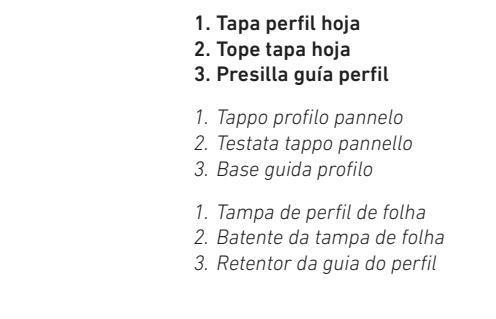 1. Tapa perfil hoja
2. Tope tapa hoja
3. Presilla guía perfil
1. Tappo profilo pannelo
2. Testata tappo pannello
3. Base guida profilo
1. Tampa de perfil de folha
2. Batente da tampa de folha
3. Retentor da guia do perfil